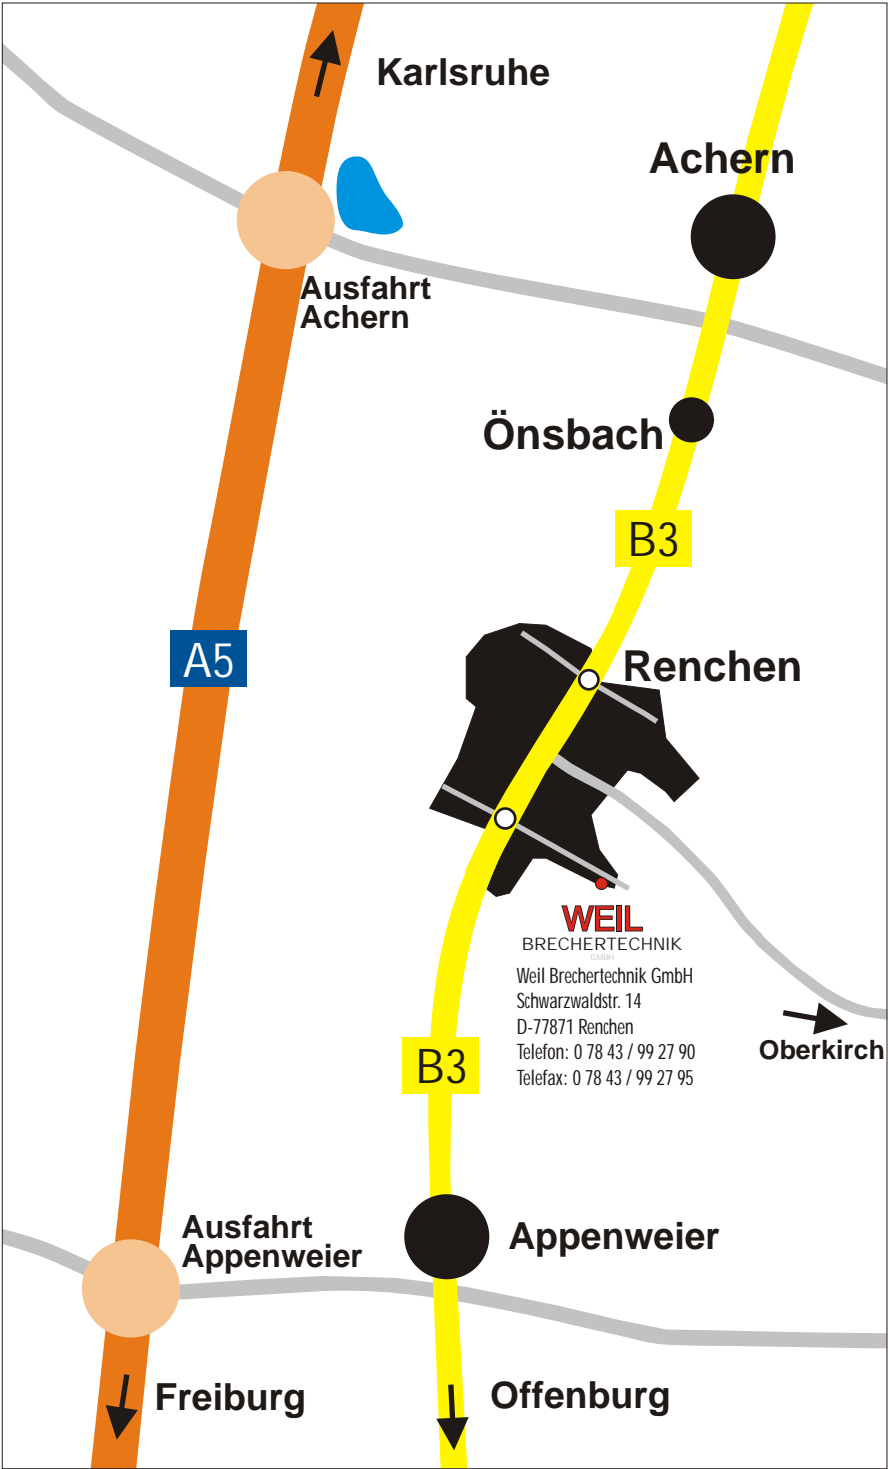 Karlsruhe
Achern
Ausfahrt
Achern
Önsbach
B3
A5
Renchen
WEIL
BRECHERTECHNIK
GMBH
Weil Brechertechnik GmbH
Schwarzwaldstr. 14
D-77871 Renchen
Telefon: 0 78 43 / 99 27 90
Telefax: 0 78 43 / 99 27 95
Oberkirch
B3
Ausfahrt
Appenweier
Appenweier
Freiburg
Offenburg